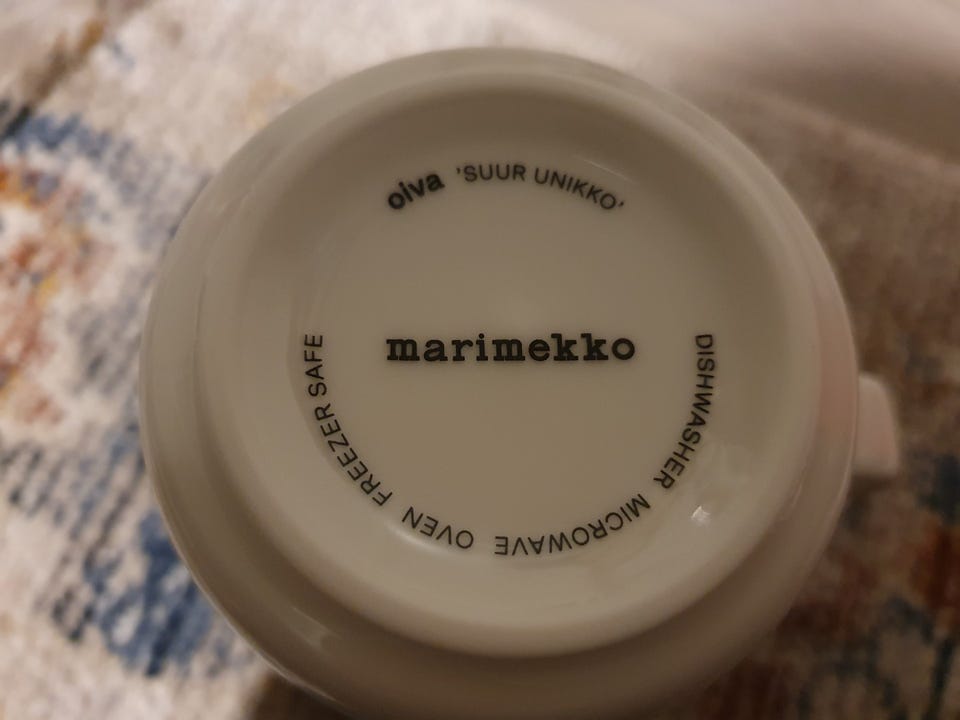 oiva 'SUUR UNIKKO'
marimekko
DISHWASHER MICROWAVE OVEN FREEZER SAFE